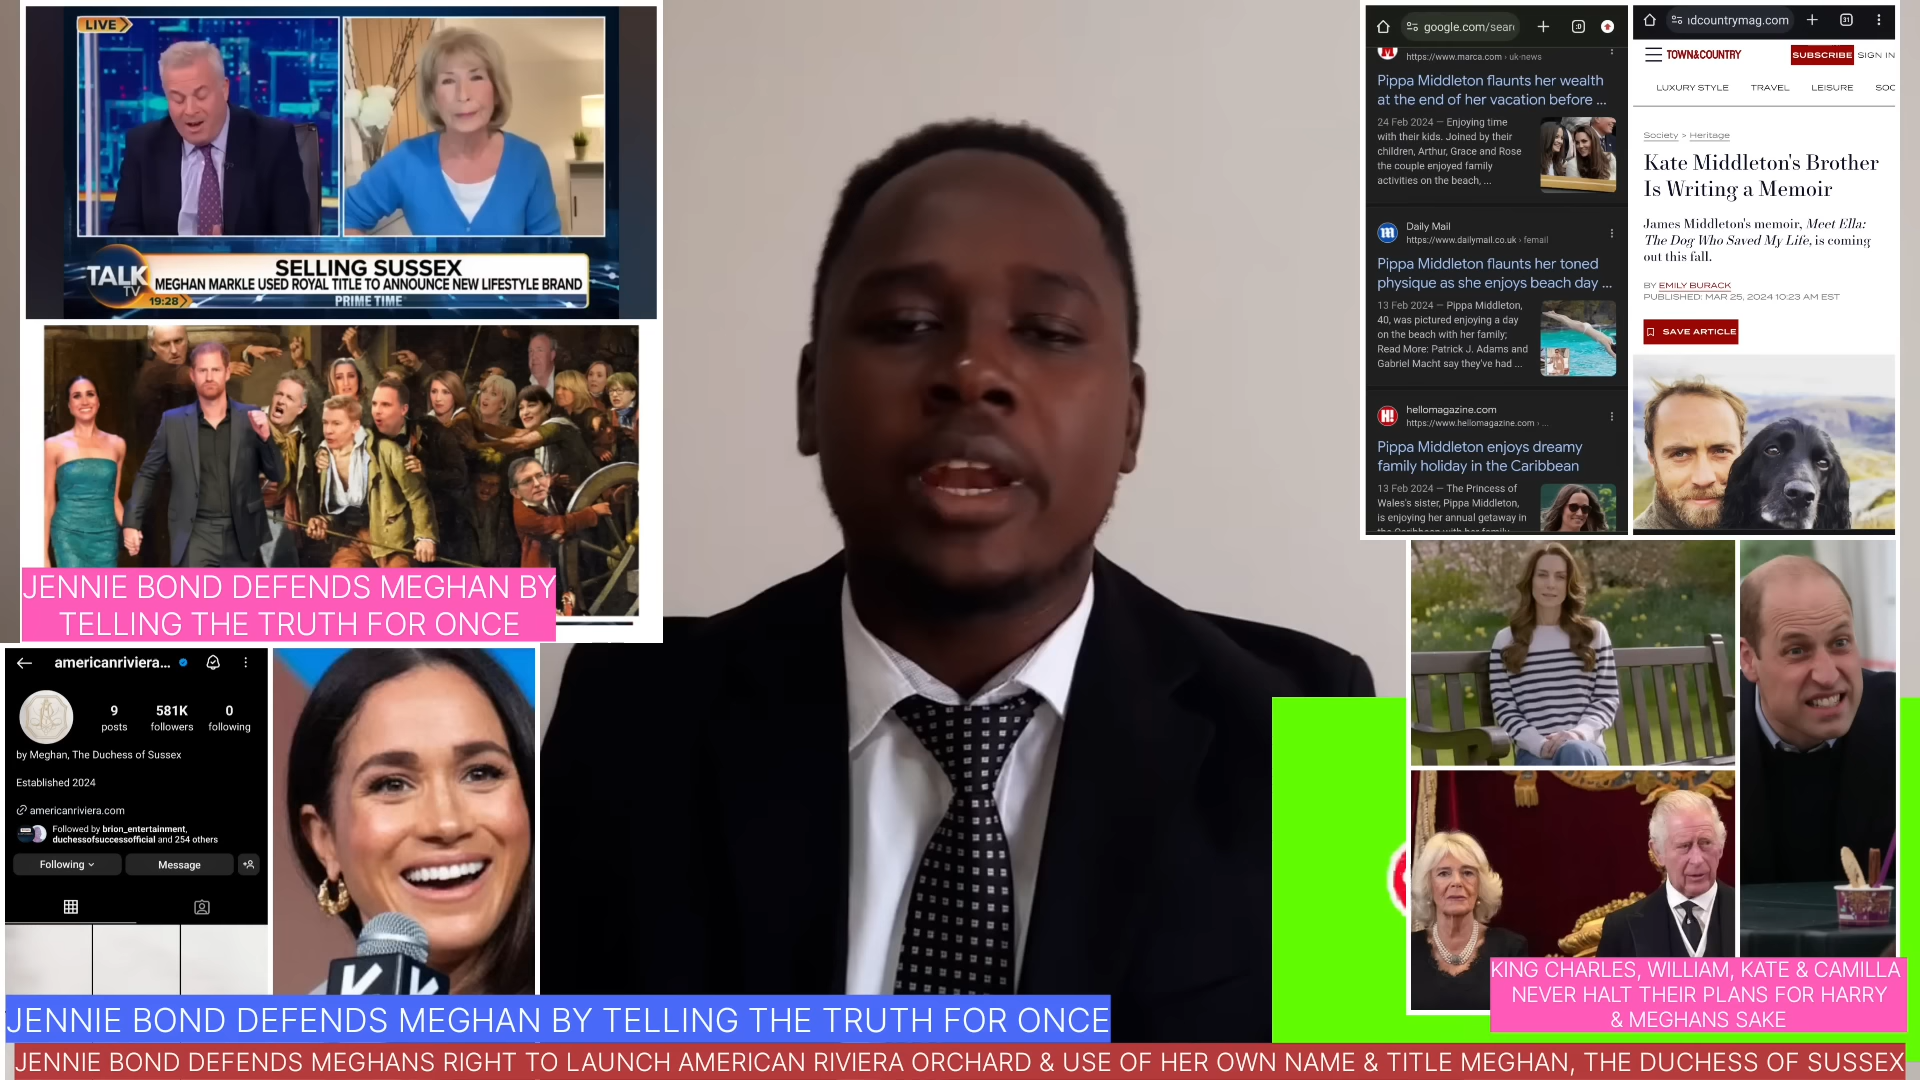 LIVE
TALK
TV
19:28
SELLING SUSSEX
MEGHAN MARKLE USED ROYAL TITLE TO ANNOUNCE NEW LIFESTYLE BRAND
PRIME TIME
JENNIE BOND DEFENDS MEGHAN BY
TELLING THE TRUTH FOR ONCE
americanriviera...
9
posts
581K
followers
0
following
by Meghan, The Duchess of Sussex
Established 2024
americanriviera.com
Followed by brion_entertainment,
duchessofsuccessofficial and 254 others
Following
Message
google.com/sear
:D
https://www.marca.com › uk-news
Pippa Middleton flaunts her wealth
at the end of her vacation before ...
24 Feb 2024 — Enjoying time
with their kids. Joined by their
children, Arthur, Grace and Rose
the couple enjoyed family
activities on the beach, ...
Daily Mail
https://www.dailymail.co.uk › femail
Pippa Middleton flaunts her toned
physique as she enjoys beach day ...
13 Feb 2024 — Pippa Middleton,
40, was pictured enjoying a day
on the beach with her family;
Read More: Patrick J. Adams and
Gabriel Macht say they've had ...
H!
hellomagazine.com
https://www.hellomagazine.com › ...
Pippa Middleton enjoys dreamy
family holiday in the Caribbean
13 Feb 2024 — The Princess of
Wales's sister, Pippa Middleton,
is enjoying her annual getaway in
the Caribbean with her family
idcountrymag.com
31
TOWN&COUNTRY
SUBSCRIBE
SIGN IN
LUXURY STYLE
TRAVEL
LEISURE
SOC
Society > Heritage
Kate Middleton's Brother
Is Writing a Memoir
James Middleton's memoir, Meet Ella:
The Dog Who Saved My Life, is coming
out this fall.
BY EMILY BURACK
PUBLISHED: MAR 25, 2024 10:23 AM EST
SAVE ARTICLE
KING CHARLES, WILLIAM, KATE & CAMILLA
NEVER HALT THEIR PLANS FOR HARRY
& MEGHANS SAKE
JENNIE BOND DEFENDS MEGHAN BY TELLING THE TRUTH FOR ONCE
JENNIE BOND DEFENDS MEGHANS RIGHT TO LAUNCH AMERICAN RIVIERA ORCHARD & USE OF HER OWN NAME & TITLE MEGHAN, THE DUCHESS OF SUSSEX